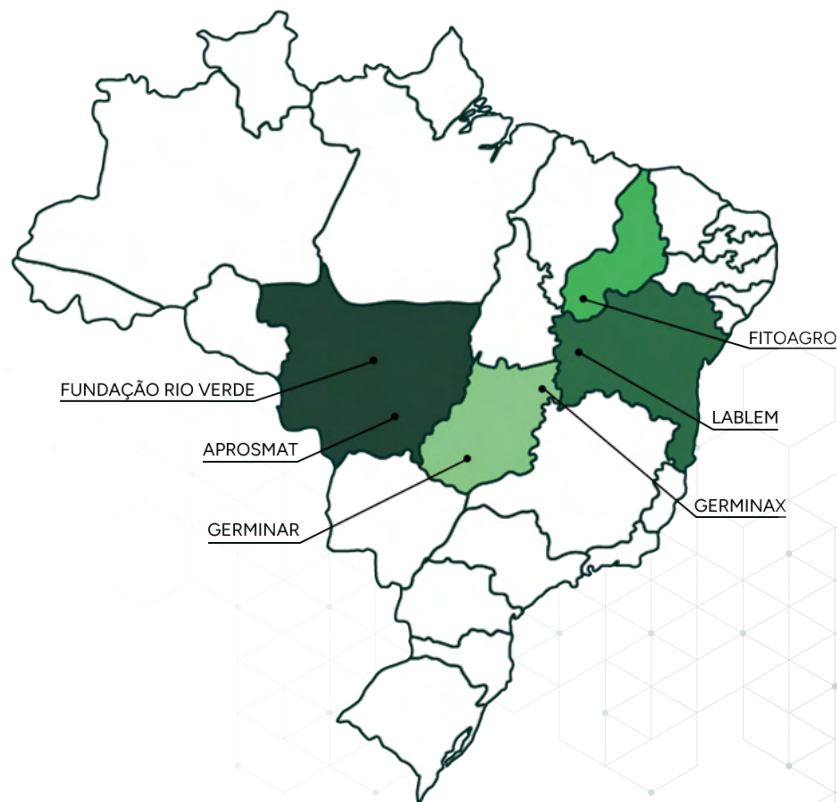 FITOAGRO
FUNDAÇÃO RIO VERDE
LABLEM
APROSMAT
GERMINAX
GERMINAR